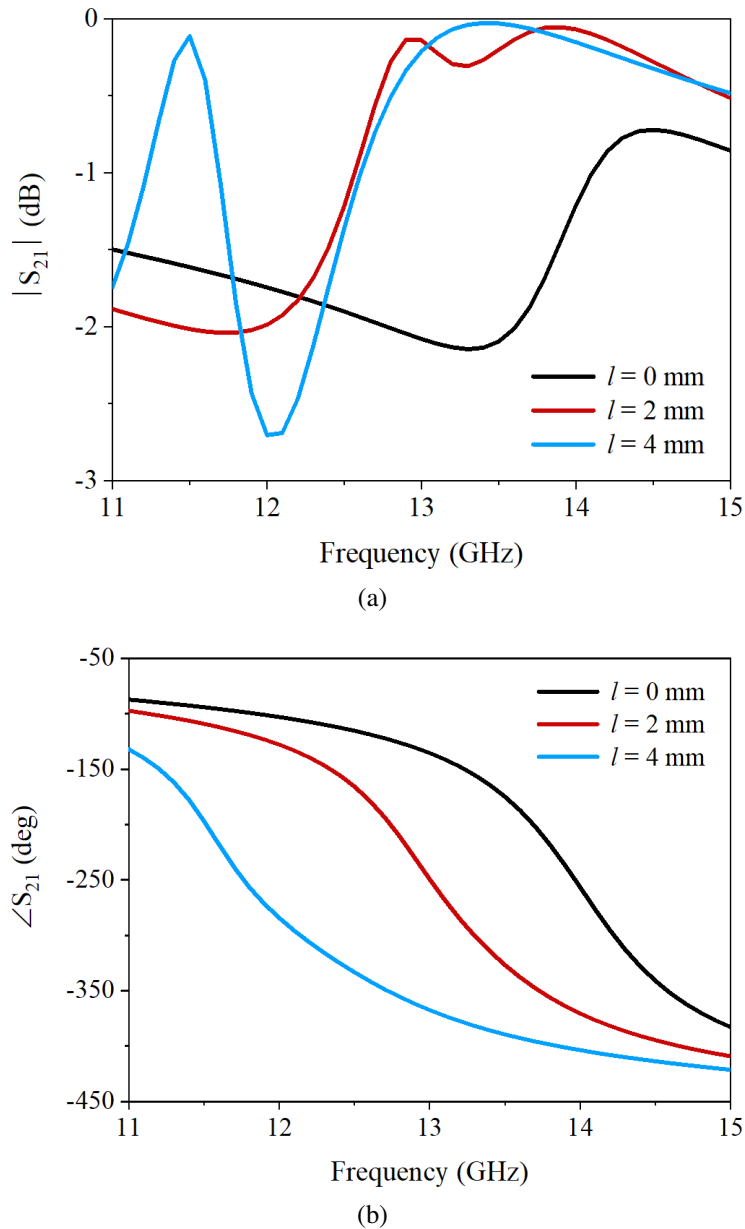 0
-1
-2
-3
|S21| (dB)
l = 0 mm
l = 2 mm
l = 4 mm
11 12 13 14 15
Frequency (GHz)
(a)
-50
-150
-250
-350
-450
∠S21 (deg)
l = 0 mm
l = 2 mm
l = 4 mm
11 12 13 14 15
Frequency (GHz)
(b)